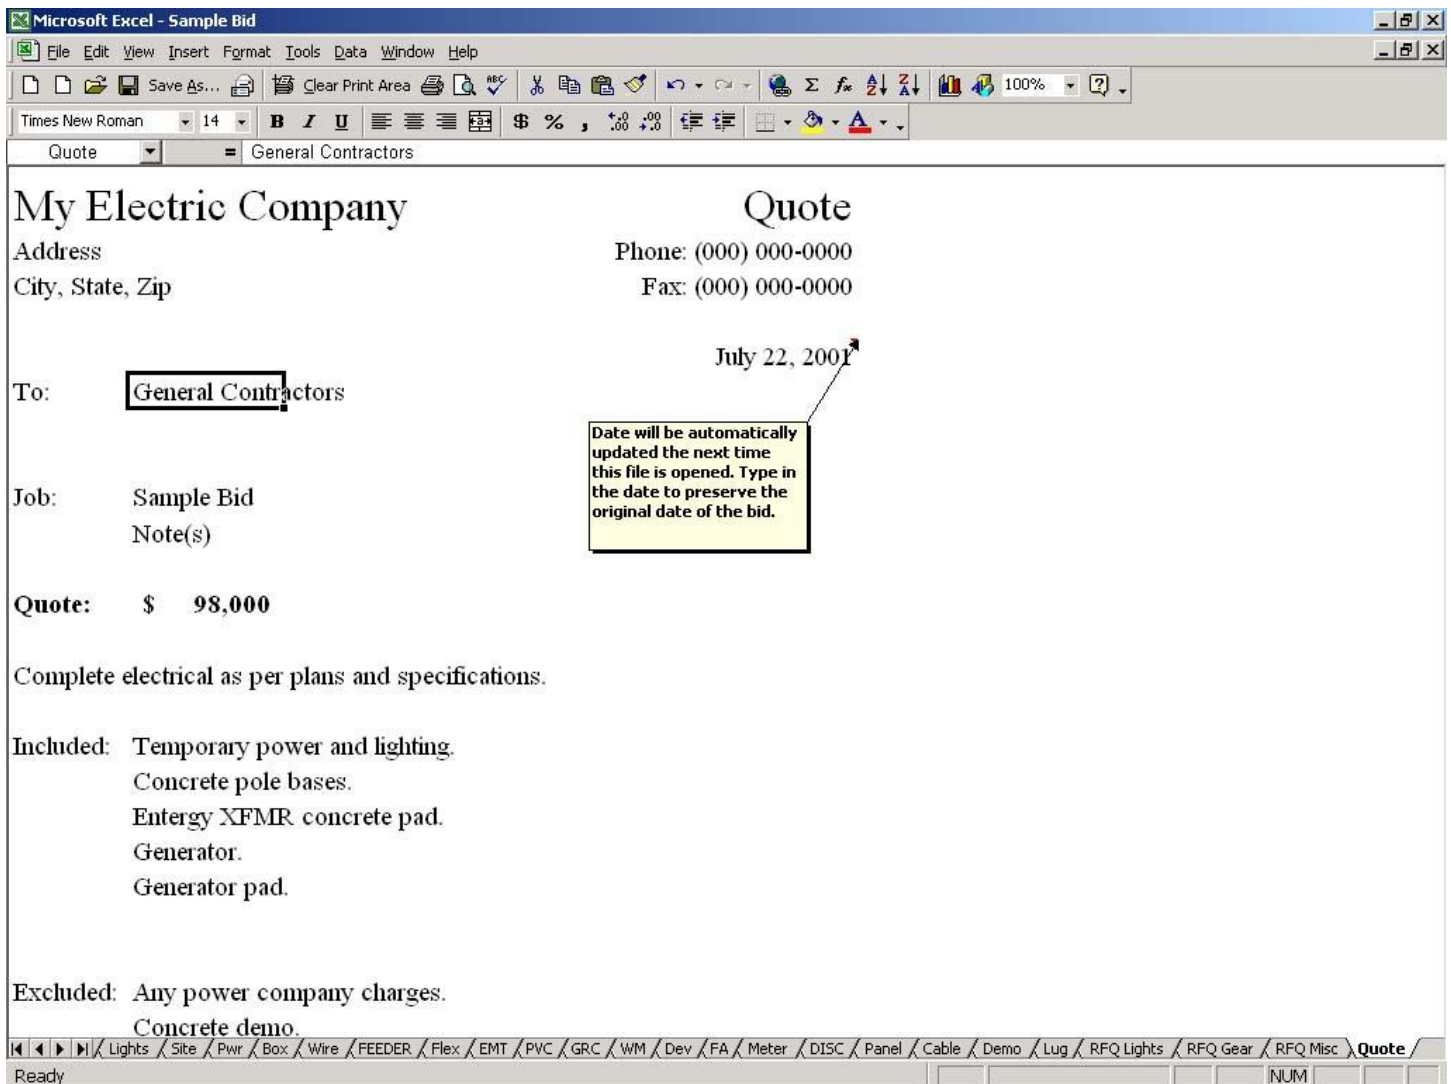 Microsoft Excel - Sample Bid
File Edit View Insert Format Tools Data Window Help
Save As... Clear Print Area ABC Σ fx A Z Z A 100% ?
Times New Roman 14 B I U $ % , .00 .00 A
Quote = General Contractors
My Electric Company Quote
Address Phone: (000) 000-0000
City, State, Zip Fax: (000) 000-0000
July 22, 2001
To: General Contractors
Date will be automatically
updated the next time
this file is opened. Type in
the date to preserve the
original date of the bid.
Job: Sample Bid
Note(s)
Quote: $ 98,000
Complete electrical as per plans and specifications.
Included: Temporary power and lighting.
Concrete pole bases.
Entergy XFMR concrete pad.
Generator.
Generator pad.
Excluded: Any power company charges.
Concrete demo.
Lights / Site / Pwr / Box / Wire / FEEDER / Flex / EMT / PVC / GRC / WM / Dev / FA / Meter / DISC / Panel / Cable / Demo / Lug / RFQ Lights / RFQ Gear / RFQ Misc \ Quote /
Ready NUM